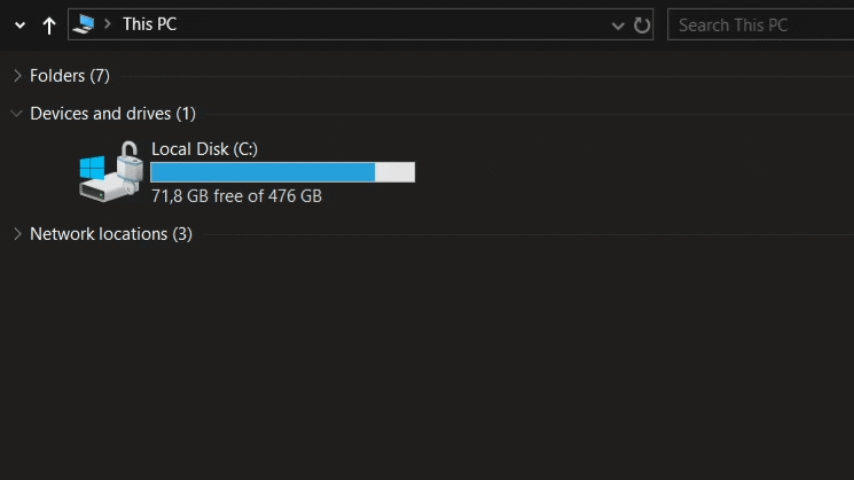 This PC
Search This PC
Folders (7)
Devices and drives (1)
Local Disk (C:)
71,8 GB free of 476 GB
Network locations (3)